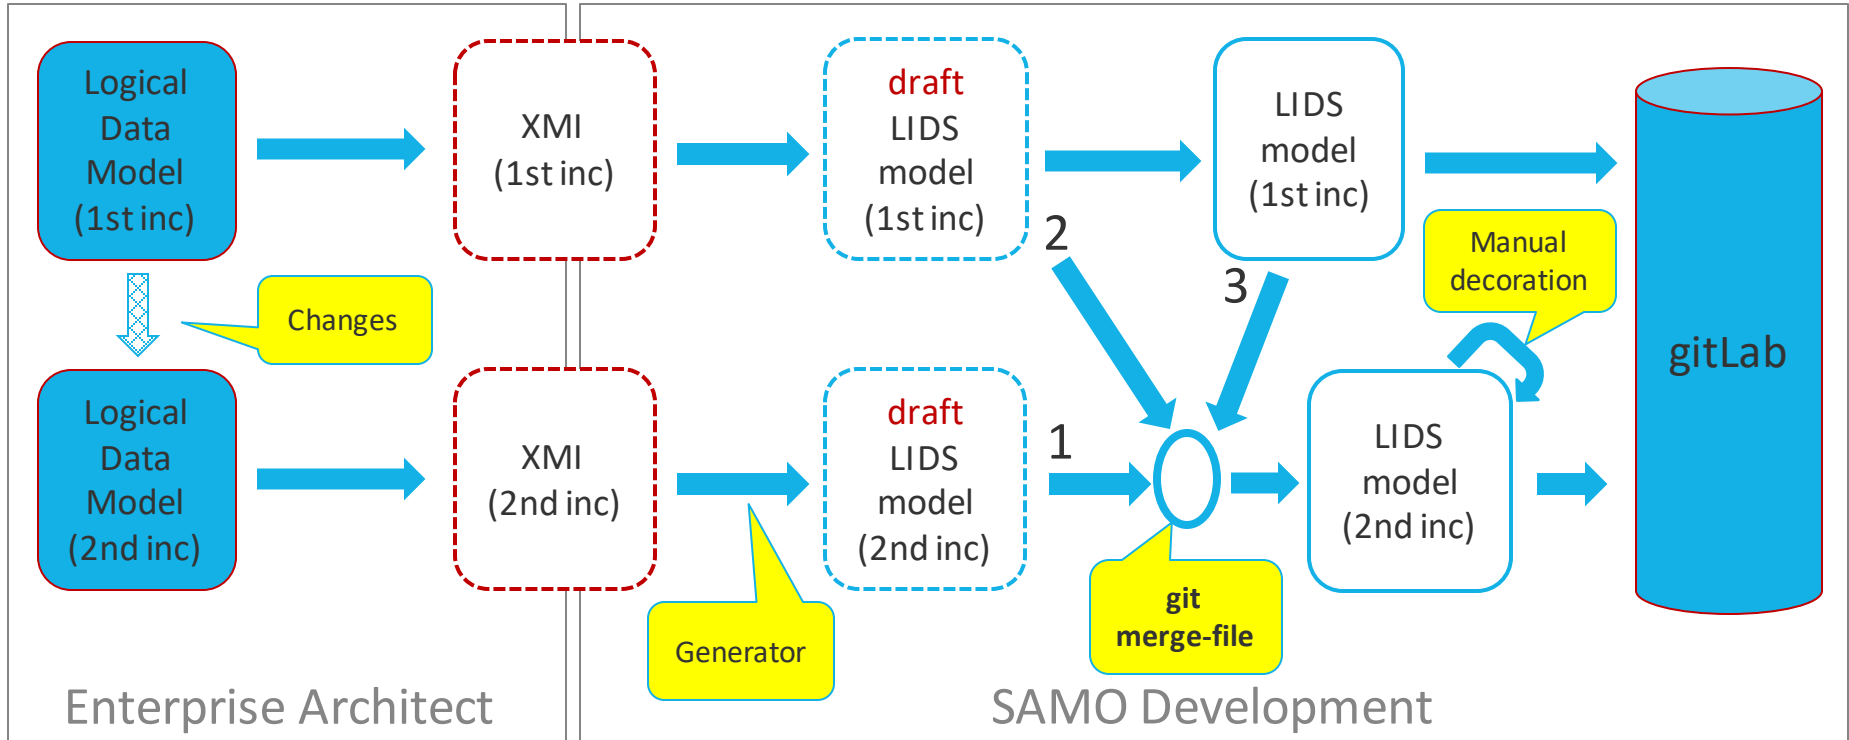 Logical
Data
Model
(1st inc)
XMI
(1st inc)
draft
LIDS
model
(1st inc)
LIDS
model
(1st inc)
2
3
Manual
decoration
Changes
gitLab
Logical
Data
Model
(2nd inc)
XMI
(2nd inc)
draft
LIDS
model
(2nd inc)
1
LIDS
model
(2nd inc)
git
merge-file
Generator
Enterprise Architect
SAMO Development